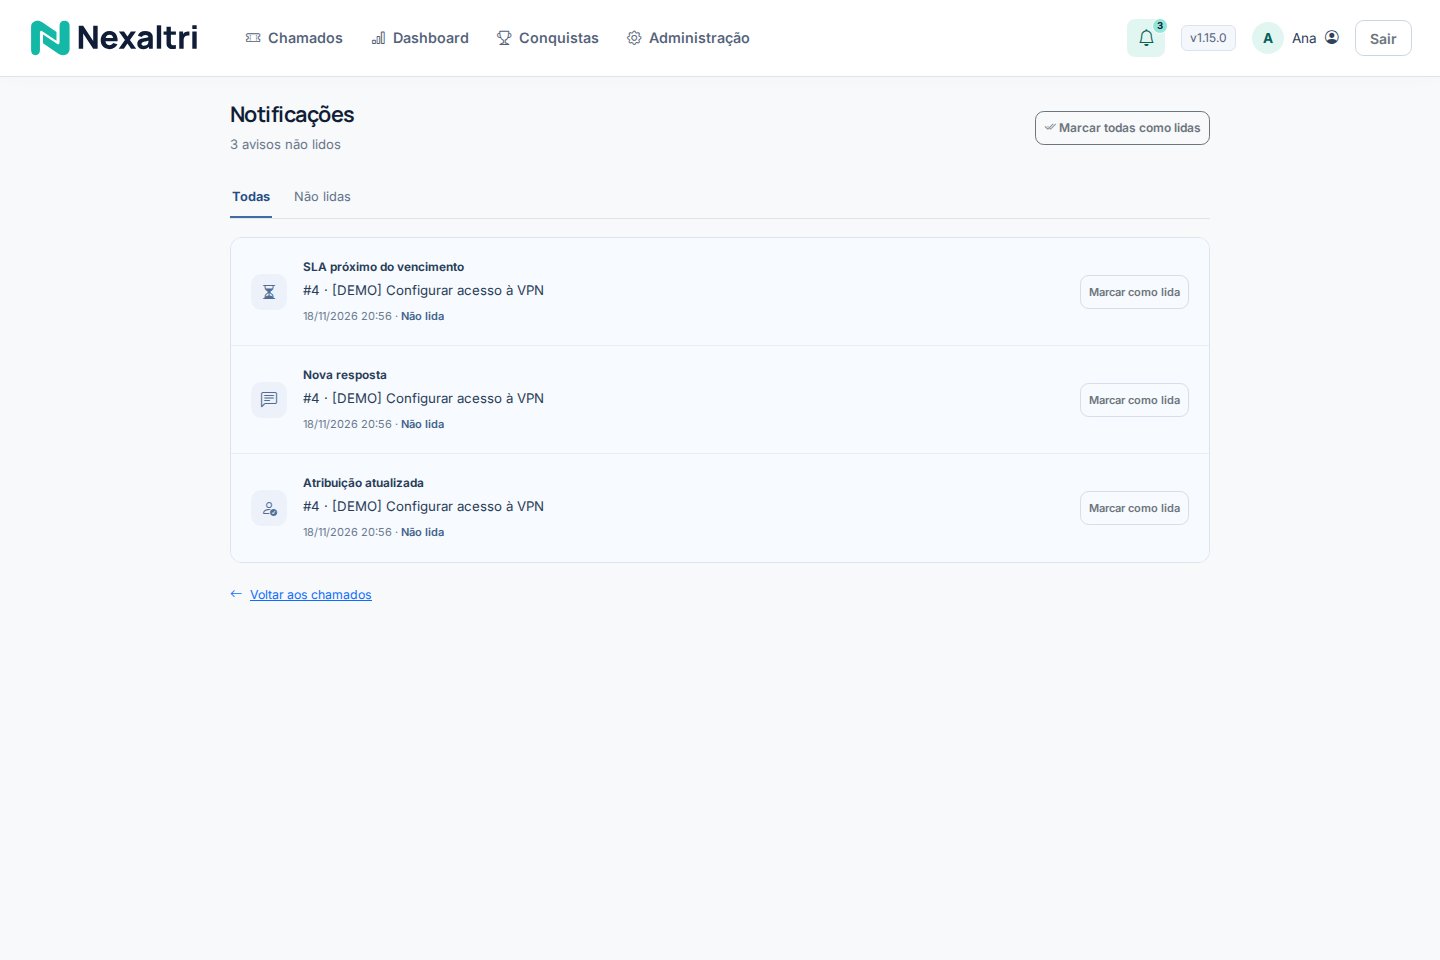 Nexaltri
Chamados
Dashboard
Conquistas
Administração
3
v1.15.0
A
Ana
Sair
Notificações
3 avisos não lidos
Marcar todas como lidas
Todas
Não lidas
SLA próximo do vencimento
#4 · [DEMO] Configurar acesso à VPN
18/11/2026 20:56 · Não lida
Marcar como lida
Nova resposta
#4 · [DEMO] Configurar acesso à VPN
18/11/2026 20:56 · Não lida
Marcar como lida
Atribuição atualizada
#4 · [DEMO] Configurar acesso à VPN
18/11/2026 20:56 · Não lida
Marcar como lida
Voltar aos chamados